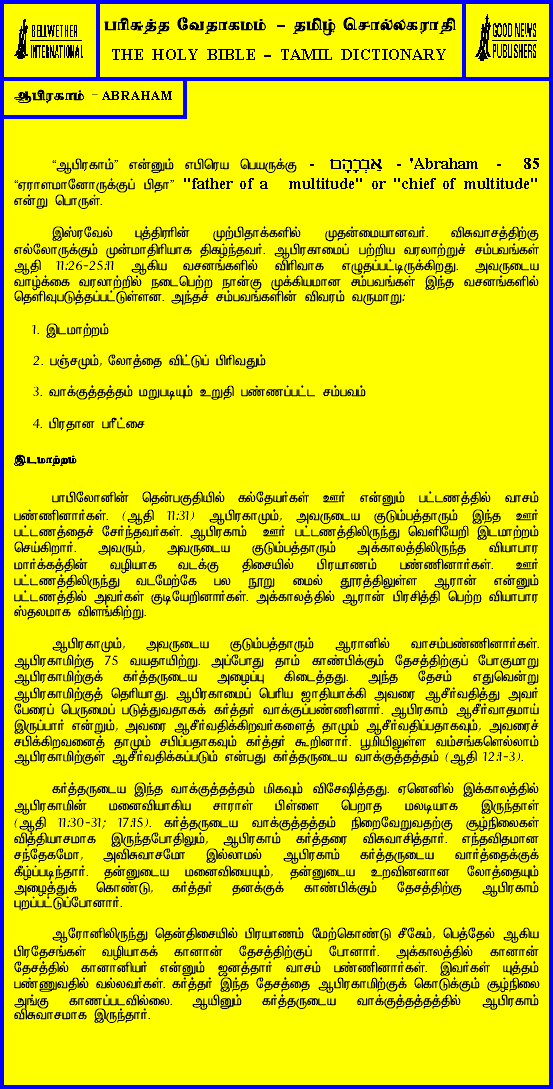 BELLWETHER
INTERNATIONAL
பரிசுத்த வேதாகமம் – தமிழ் சொல்லகராதி
THE HOLY BIBLE – TAMIL DICTIONARY
GOOD NEWS
PUBLISHERS
ஆபிரகாம் – ABRAHAM
“ஆபிரகாம்” என்னும் எபிரெய பெயருக்கு - אַבְרָהָם - 'Abraham - 85
“ஏராளமானோருக்குப் பிதா” "father of a multitude" or "chief of multitude"
என்று பொருள்.
இஸ்ரவேல் புத்திரரின் முற்பிதாக்களில் முதன்மையானவர். விசுவாசத்திற்கு
எல்லோருக்கும் முன்மாதிரியாக திகழ்ந்தவர். ஆபிரகாமைப் பற்றிய வரலாற்றுச் சம்பவங்கள்
ஆதி 11:26-25:11 ஆகிய வசனங்களில் விரிவாக எழுதப்பட்டிருக்கிறது. அவருடைய
வாழ்க்கை வரலாற்றில் நடைபெற்ற நான்கு முக்கியமான சம்பவங்கள் இந்த வசனங்களில்
தெளிவுபடுத்தப்பட்டுள்ளன. அந்தச் சம்பவங்களின் விவரம் வருமாறு:
1. இடமாற்றம்
2. பஞ்சமும், லோத்தை விட்டுப் பிரிவதும்
3. வாக்குத்தத்தம் மறுபடியும் உறுதி பண்ணப்பட்ட சம்பவம்
4. பிரதான பரீட்சை
இடமாற்றம்
பாபிலோனின் தென்பகுதியில் கல்தேயர்கள் ஊர் என்னும் பட்டணத்தில் வாசம்
பண்ணினார்கள். (ஆதி 11:31) ஆபிரகாமும், அவருடைய குடும்பத்தாரும் இந்த ஊர்
பட்டணத்தைச் சேர்ந்தவர்கள். ஆபிரகாம் ஊர் பட்டணத்திலிருந்து வெளியேறி இடமாற்றம்
செய்கிறார். அவரும், அவருடைய குடும்பத்தாரும் அக்காலத்திலிருந்த வியாபார
மார்க்கத்தின் வழியாக வடக்கு திசையில் பிரயாணம் பண்ணினார்கள். ஊர்
பட்டணத்திலிருந்து வடமேற்கே பல நூறு மைல் தூரத்திலுள்ள ஆரான் என்னும்
பட்டணத்தில் அவர்கள் குடியேறினார்கள். அக்காலத்தில் ஆரான் பிரசித்தி பெற்ற வியாபார
ஸ்தலமாக விளங்கிற்று.
ஆபிரகாமும், அவருடைய குடும்பத்தாரும் ஆரானில் வாசம்பண்ணினார்கள்.
ஆபிரகாமிற்கு 75 வயதாயிற்று. அப்போது தாம் காண்பிக்கும் தேசத்திற்குப் போகுமாறு
ஆபிரகாமிற்குக் கர்த்தருடைய அழைப்பு கிடைத்தது. அந்த தேசம் எதுவென்று
ஆபிரகாமிற்குத் தெரியாது. ஆபிரகாமைப் பெரிய ஜாதியாக்கி அவரை ஆசீர்வதித்து அவர்
பேரைப் பெருமைப் படுத்துவதாகக் கர்த்தர் வாக்குப்பண்ணினார். ஆபிரகாம் ஆசீர்வாதமாய்
இருப்பார் என்றும், அவரை ஆசீர்வதிக்கிறவர்களைத் தாமும் ஆசீர்வதிப்பதாகவும், அவரைச்
சபிக்கிறவனைத் தாமும் சபிப்பதாகவும் கர்த்தர் கூறினார். பூமியிலுள்ள வம்சங்களெல்லாம்
ஆபிரகாமிற்குள் ஆசீர்வதிக்கப்படும் என்பது கர்த்தருடைய வாக்குத்தத்தம் (ஆதி 12:1-3).
கர்த்தருடைய இந்த வாக்குத்தத்தம் மிகவும் விசேஷித்தது. ஏனெனில் இக்காலத்தில்
ஆபிரகாமின் மனைவியாகிய சாராள் பிள்ளை பெறாத மலடியாக இருந்தாள்
(ஆதி 11:30-31; 17:15). கர்த்தருடைய வாக்குத்தத்தம் நிறைவேறுவதற்கு சூழ்நிலைகள்
வித்தியாசமாக இருந்தபோதிலும், ஆபிரகாம் கர்த்தரை விசுவாசித்தார். எந்தவிதமான
சந்தேகமோ, அவிசுவாசமோ இல்லாமல் ஆபிரகாம் கர்த்தருடைய வார்த்தைக்குக்
கீழ்ப்படிந்தார். தன்னுடைய மனைவியையும், தன்னுடைய உறவினனான லோத்தையும்
அழைத்துக் கொண்டு, கர்த்தர் தனக்குக் காண்பிக்கும் தேசத்திற்கு ஆபிரகாம்
புறப்பட்டுப்போனார்.
ஆரோனிலிருந்து தென்திசையில் பிரயாணம் மேற்கொண்டு சீகேம், பெத்தேல் ஆகிய
பிரதேசங்கள் வழியாகக் கானான் தேசத்திற்குப் போனார். அக்காலத்தில் கானான்
தேசத்தில் கானானியர் என்னும் ஜனத்தார் வாசம் பண்ணினார்கள். இவர்கள் யுத்தம்
பண்ணுவதில் வல்லவர்கள். கர்த்தர் இந்த தேசத்தை ஆபிரகாமிற்குக் கொடுக்கும் சூழ்நிலை
அங்கு காணப்படவில்லை. ஆயினும் கர்த்தருடைய வாக்குத்தத்தத்தில் ஆபிரகாம்
விசுவாசமாக இருந்தார்.